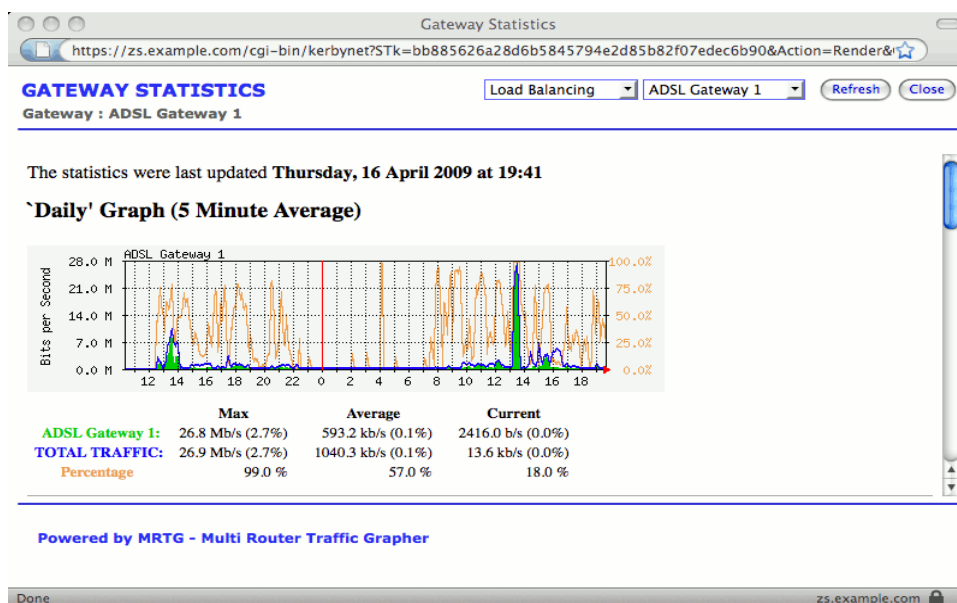 Gateway Statistics
https://zs.example.com/cgi-bin/kerbynet?STk=bb885626a28d6b5845794e2d85b82f07edec6b90&Action=Render&
GATEWAY STATISTICS
Load Balancing ADSL Gateway 1 Refresh Close
Gateway : ADSL Gateway 1
The statistics were last updated Thursday, 16 April 2009 at 19:41
`Daily' Graph (5 Minute Average)
ADSL Gateway 1
Bits per Second
28.0 M 100.0%
21.0 M 75.0%
14.0 M 50.0%
7.0 M 25.0%
0.0 M 0.0%
12 14 16 18 20 22 0 2 4 6 8 10 12 14 16 18
Max Average Current
ADSL Gateway 1: 26.8 Mb/s (2.7%) 593.2 kb/s (0.1%) 2416.0 b/s (0.0%)
TOTAL TRAFFIC: 26.9 Mb/s (2.7%) 1040.3 kb/s (0.1%) 13.6 kb/s (0.0%)
Percentage 99.0 % 57.0 % 18.0 %
Powered by MRTG - Multi Router Traffic Grapher
Done zs.example.com